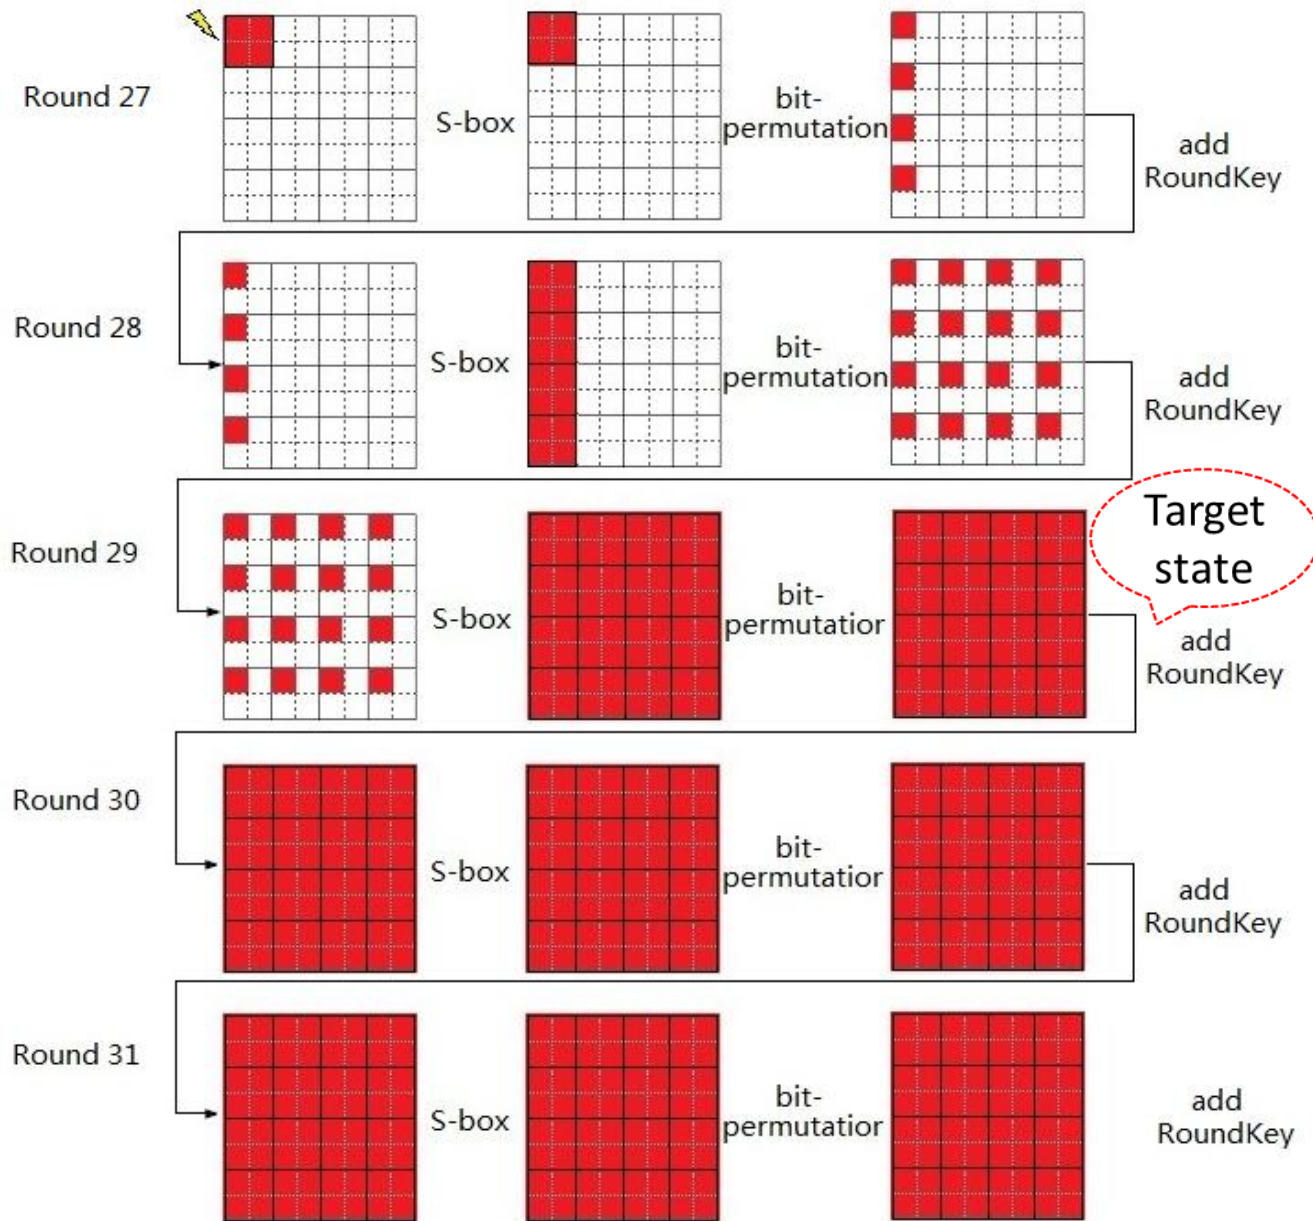 Round 27
S-box
bit-
permutation
add
RoundKey
Round 28
S-box
bit-
permutation
add
RoundKey
Target
state
Round 29
S-box
bit-
permutatior
add
RoundKey
Round 30
S-box
bit-
permutatior
add
RoundKey
Round 31
S-box
bit-
permutatior
add
RoundKey